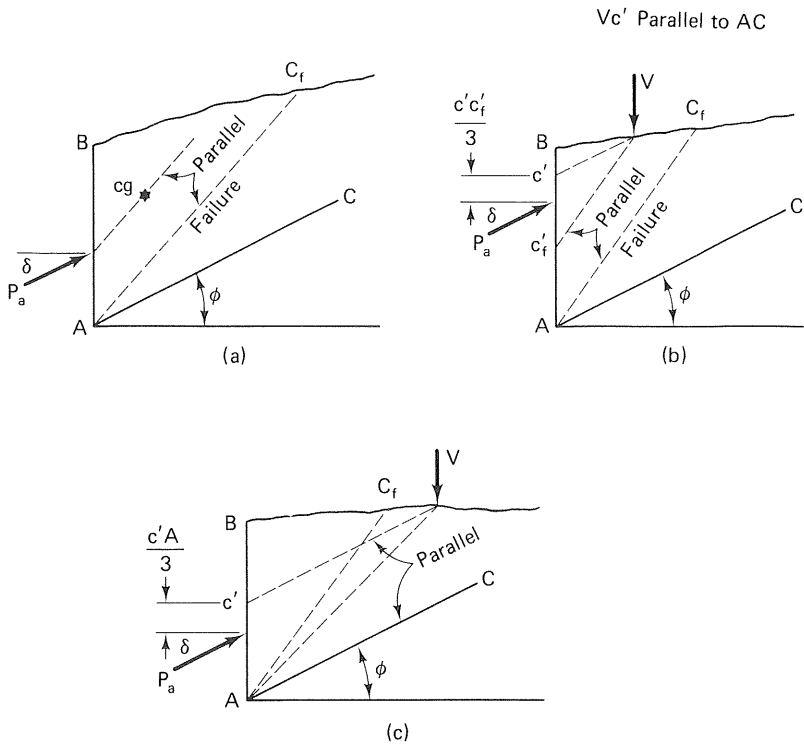 Vc' Parallel to AC
C_f
B
Parallel
cg
Failure
C
δ
P_a
A
φ
(a)
V
c'c'_f
3
C_f
B
c'
Parallel
C
δ
P_a
c'_f
Failure
A
φ
(b)
V
C_f
B
c'A
3
Parallel
c'
C
δ
P_a
A
φ
(c)